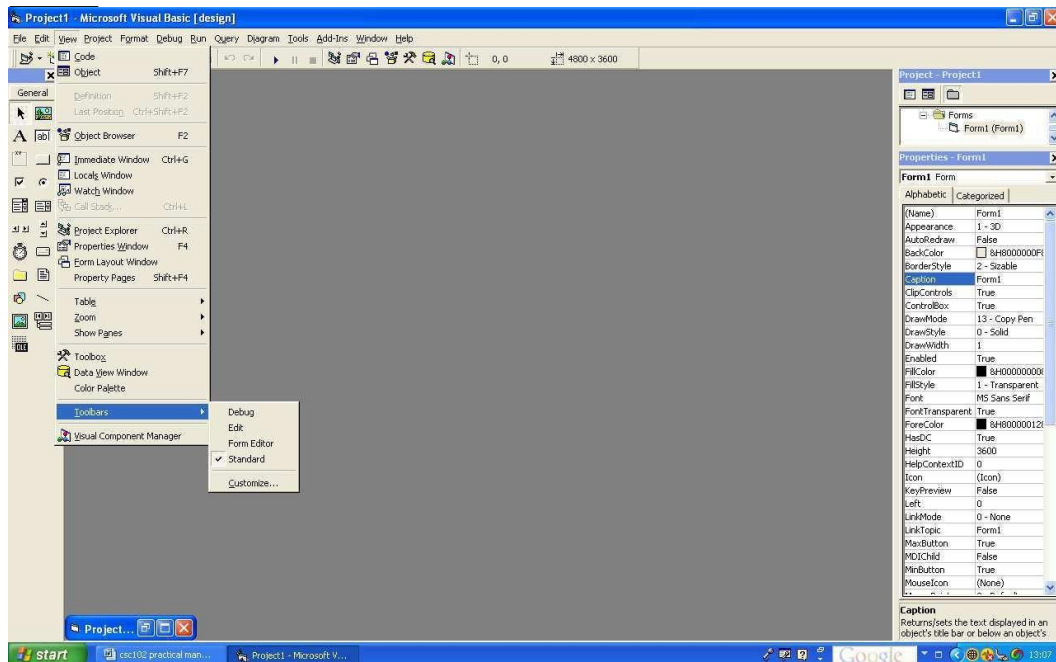 Project1 - Microsoft Visual Basic [design]
File Edit View Project Format Debug Run Query Diagram Tools Add-Ins Window Help
0, 0 4800 x 3600
General
Code
Object Shift+F7
Definition Shift+F2
Last Position Ctrl+Shift+F2
Object Browser F2
Immediate Window Ctrl+G
Locals Window
Watch Window
Call Stack... Ctrl+L
Project Explorer Ctrl+R
Properties Window F4
Form Layout Window
Property Pages Shift+F4
Table
Zoom
Show Panes
Toolbox
Data View Window
Color Palette
Toolbars
Visual Component Manager
Debug
Edit
Form Editor
Standard
Customize...
A abl
OLE
Project - Project1
Forms
Form1 (Form1)
Properties - Form1
Form1 Form
Alphabetic Categorized
(Name) Form1
Appearance 1 - 3D
AutoRedraw False
BackColor &H8000000F&
BorderStyle 2 - Sizable
Caption Form1
ClipControls True
ControlBox True
DrawMode 13 - Copy Pen
DrawStyle 0 - Solid
DrawWidth 1
Enabled True
FillColor &H00000000&
FillStyle 1 - Transparent
Font MS Sans Serif
FontTransparent True
ForeColor &H80000012&
HasDC True
Height 3600
HelpContextID 0
Icon (Icon)
KeyPreview False
Left 0
LinkMode 0 - None
LinkTopic Form1
MaxButton True
MDIChild False
MinButton True
MouseIcon (None)
Caption
Returns/sets the text displayed in an
object's title bar or below an object's
Project...
start csc102 practical man... Project1 - Microsoft V... Google 13:07